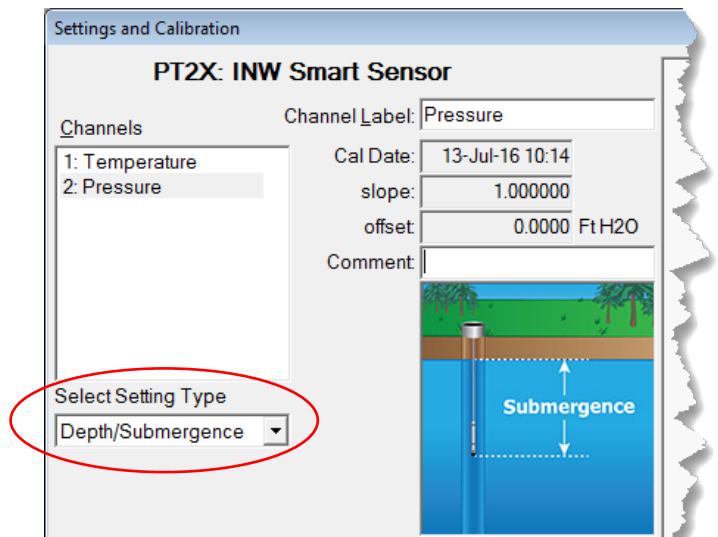 Settings and Calibration
PT2X: INW Smart Sensor
Channels
1: Temperature
2: Pressure
Channel Label: Pressure
Cal Date: 13-Jul-16 10:14
slope: 1.000000
offset: 0.0000 Ft H2O
Comment:
Submergence
Select Setting Type
Depth/Submergence